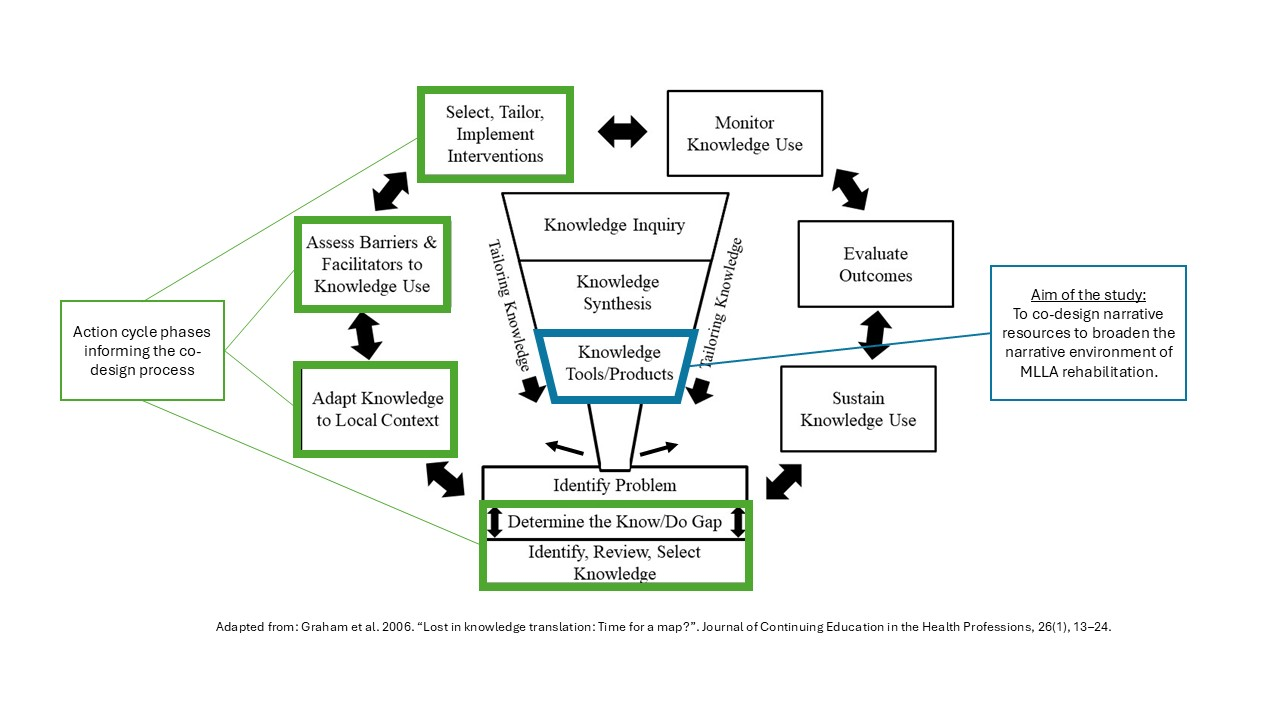 Select, Tailor,
Implement
Interventions
Monitor
Knowledge Use
Assess Barriers &
Facilitators to
Knowledge Use
Knowledge Inquiry
Knowledge
Synthesis
Knowledge
Tools/Products
Tailoring Knowledge
Tailoring Knowledge
Evaluate
Outcomes
Aim of the study:
To co-design narrative
resources to broaden the
narrative environment of
MLLA rehabilitation.
Action cycle phases
informing the co-
design process
Adapt Knowledge
to Local Context
Sustain
Knowledge Use
Identify Problem
Determine the Know/Do Gap
Identify, Review, Select
Knowledge
Adapted from: Graham et al. 2006. “Lost in knowledge translation: Time for a map?”. Journal of Continuing Education in the Health Professions, 26(1), 13–24.